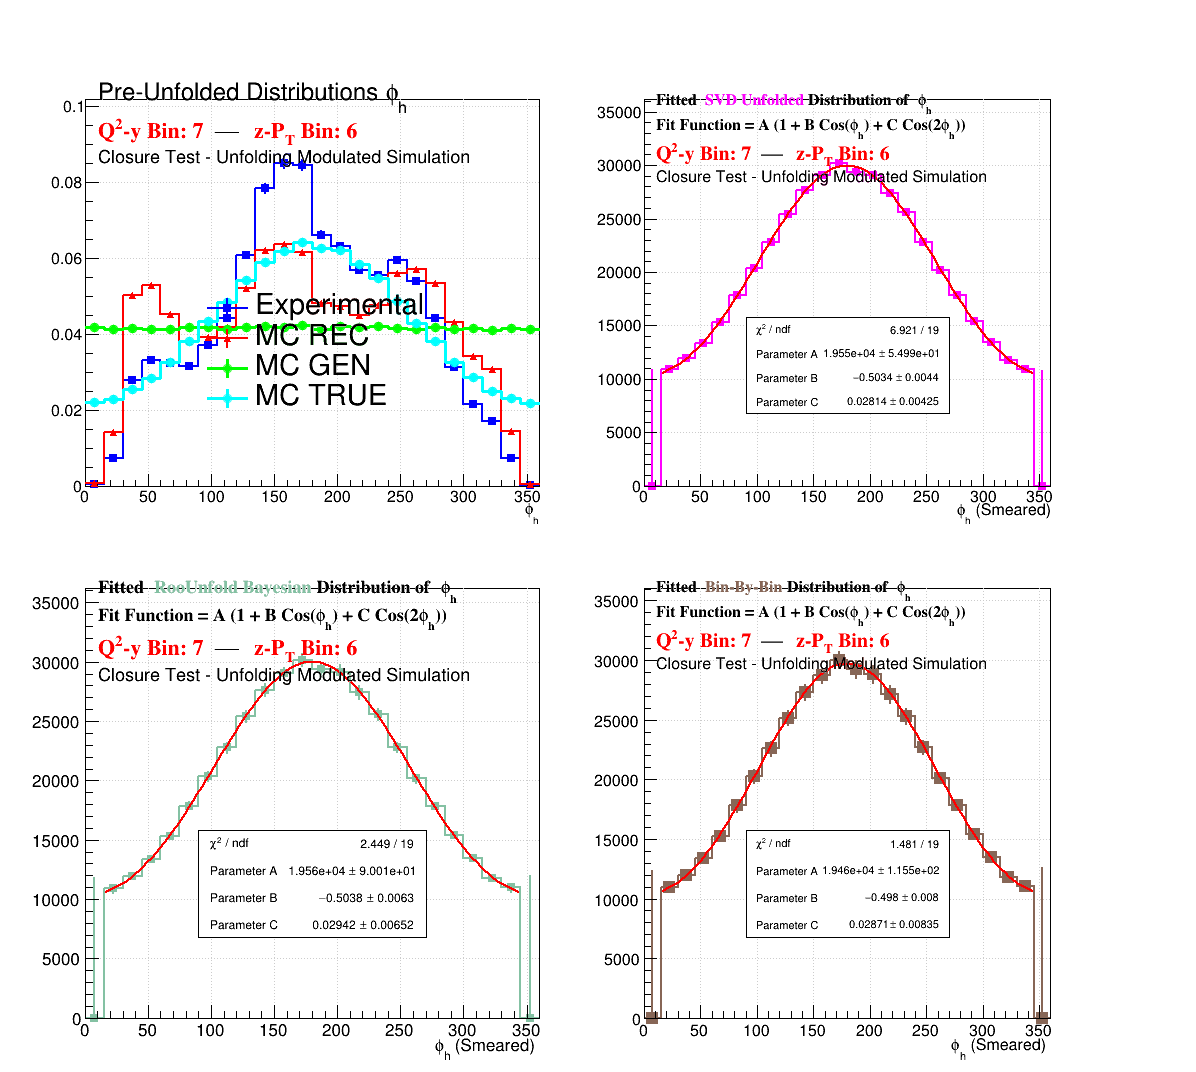 Pre-Unfolded Distributions ϕh
Q²-y Bin: 7 — z-PT Bin: 6
Closure Test - Unfolding Modulated Simulation
0.1
0.08
0.06
0.04
0.02
0
Experimental
MC REC
MC GEN
MC TRUE
0 50 100 150 200 250 300 350
ϕh
Fitted SVD Unfolded Distribution of ϕh
Fit Function = A (1 + B Cos(ϕh) + C Cos(2ϕh))
Q²-y Bin: 7 — z-PT Bin: 6
Closure Test - Unfolding Modulated Simulation
35000
30000
25000
20000
15000
10000
5000
0
χ² / ndf 6.921 / 19
Parameter A 1.955e+04 ± 5.499e+01
Parameter B −0.5034 ± 0.0044
Parameter C 0.02814 ± 0.00425
0 50 100 150 200 250 300 350
ϕh (Smeared)
Fitted RooUnfold Bayesian Distribution of ϕh
Fit Function = A (1 + B Cos(ϕh) + C Cos(2ϕh))
Q²-y Bin: 7 — z-PT Bin: 6
Closure Test - Unfolding Modulated Simulation
35000
30000
25000
20000
15000
10000
5000
0
χ² / ndf 2.449 / 19
Parameter A 1.956e+04 ± 9.001e+01
Parameter B −0.5038 ± 0.0063
Parameter C 0.02942 ± 0.00652
0 50 100 150 200 250 300 350
ϕh (Smeared)
Fitted Bin-By-Bin Distribution of ϕh
Fit Function = A (1 + B Cos(ϕh) + C Cos(2ϕh))
Q²-y Bin: 7 — z-PT Bin: 6
Closure Test - Unfolding Modulated Simulation
35000
30000
25000
20000
15000
10000
5000
0
χ² / ndf 1.481 / 19
Parameter A 1.946e+04 ± 1.155e+02
Parameter B −0.498 ± 0.008
Parameter C 0.02871 ± 0.00835
0 50 100 150 200 250 300 350
ϕh (Smeared)